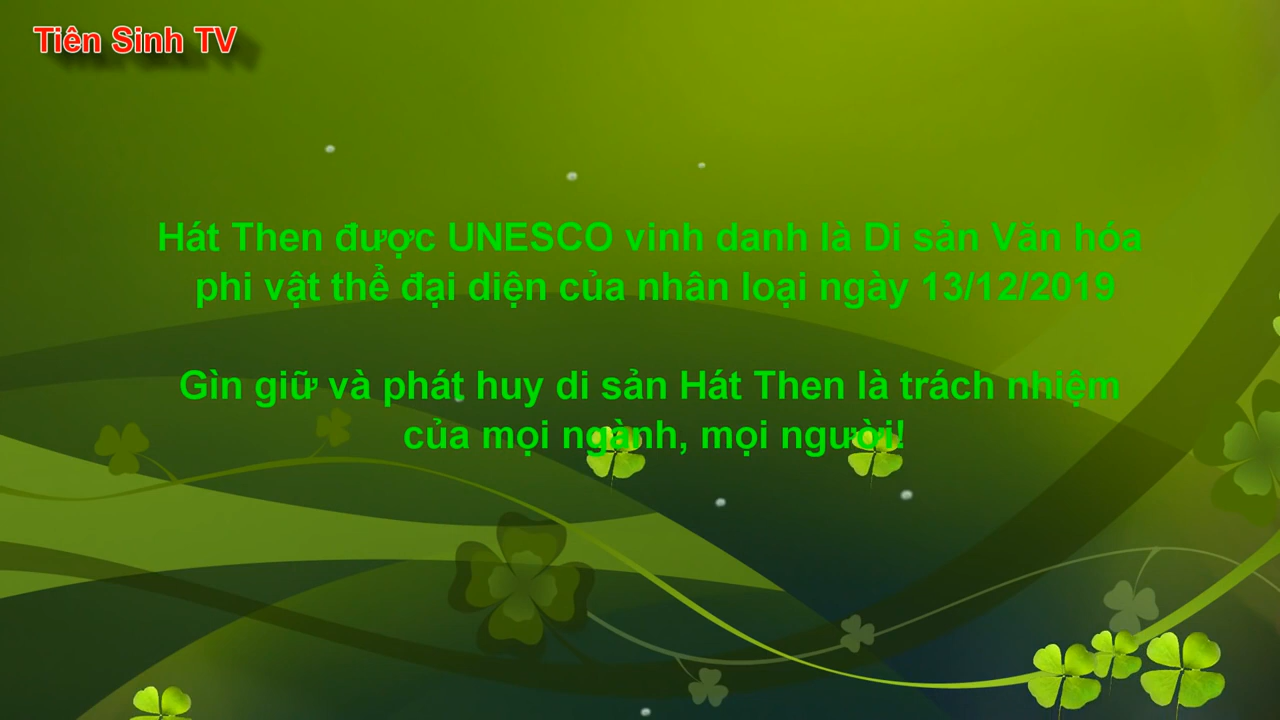 Tiên Sinh TV
Hát Then được UNESCO vinh danh là Di sản Văn hóa
phi vật thể đại diện của nhân loại ngày 13/12/2019
Gìn giữ và phát huy di sản Hát Then là trách nhiệm
của mọi ngành, mọi người!